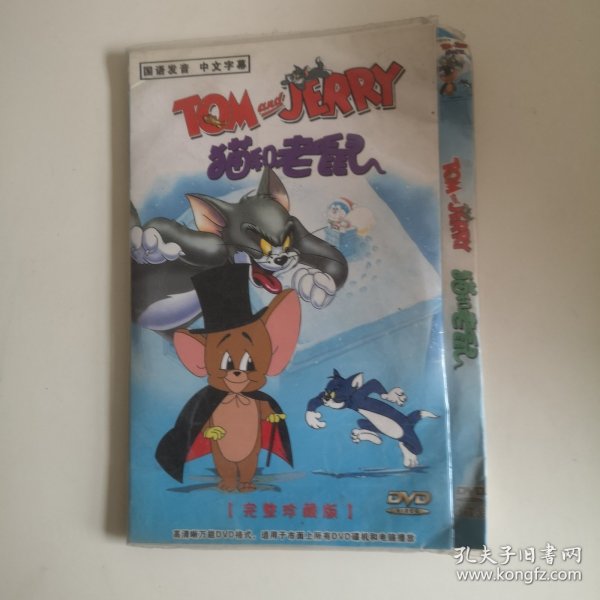 国语发音 中文字幕
TOM and JERRY
猫和老鼠
【完整珍藏版】
DVD
高清晰万能DVD格式，适用于市面上所有DVD碟机和电脑播放
TOM and JERRY
猫和老鼠
DVD
孔夫子旧书网
www.kongfz.com